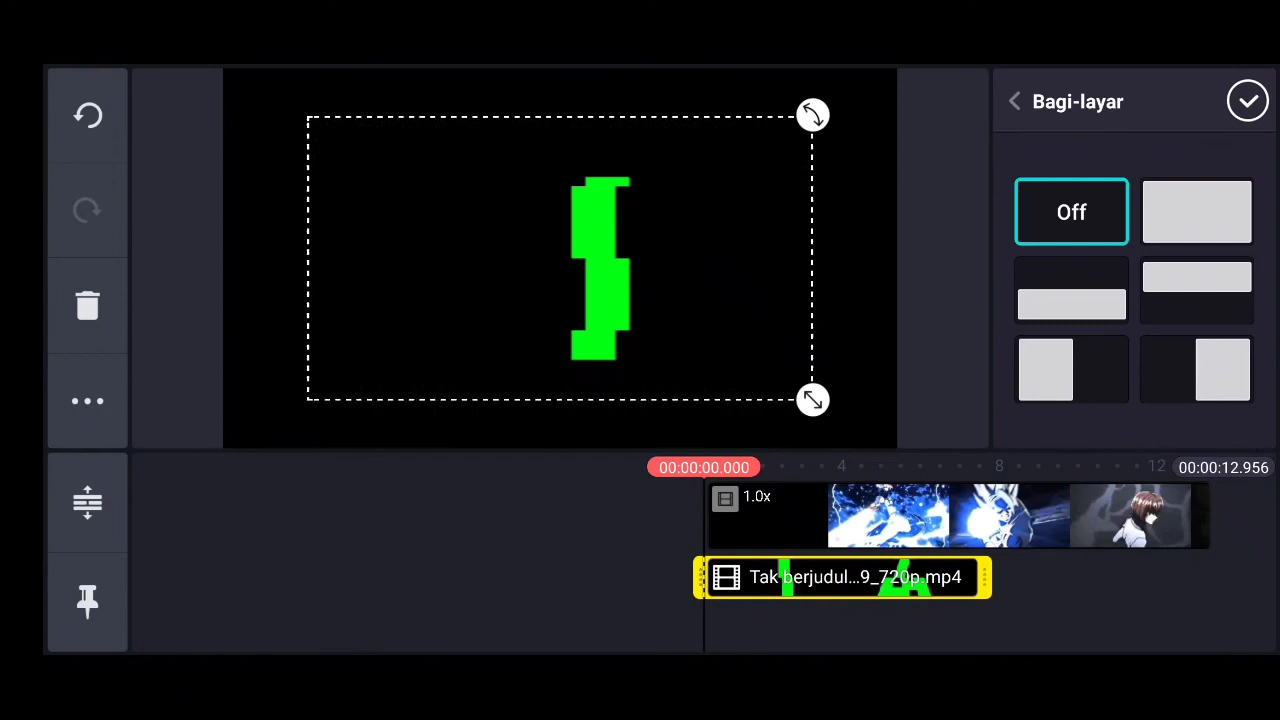 Bagi-layar
Off
00:00:00.000
4
8
12
00:00:12.956
1.0x
Tak berjudul...9_720p.mp4